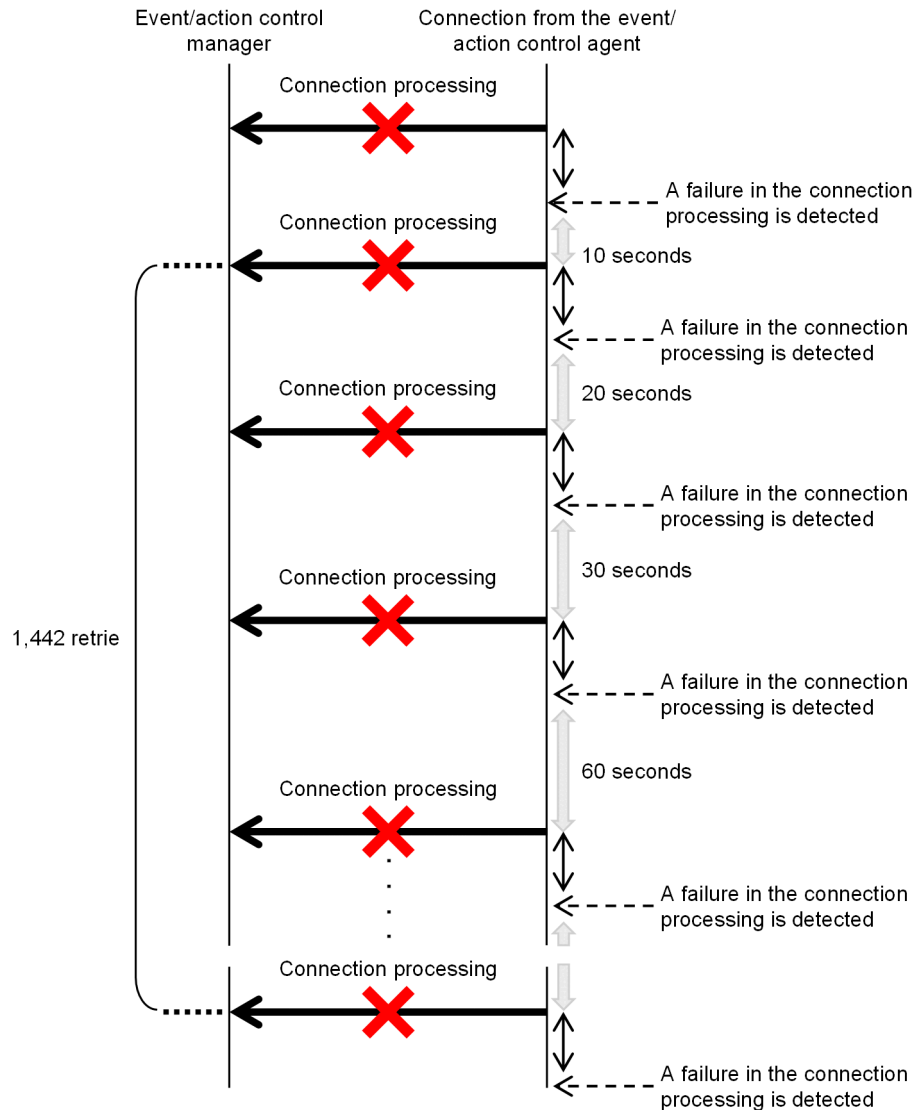 Event/action control
manager
Connection from the event/
action control agent
Connection processing
A failure in the connection
processing is detected
Connection processing
10 seconds
A failure in the connection
processing is detected
Connection processing
20 seconds
A failure in the connection
processing is detected
Connection processing
30 seconds
1,442 retrie
A failure in the connection
processing is detected
60 seconds
Connection processing
A failure in the connection
processing is detected
Connection processing
A failure in the connection
processing is detected